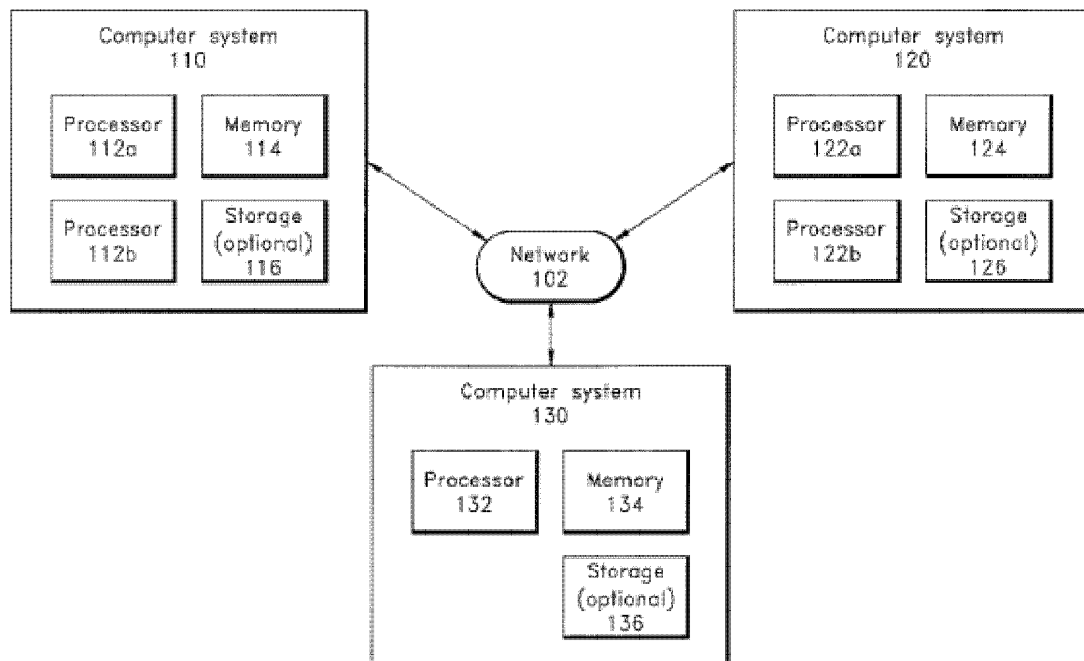 Computer system
110
Processor
112a
Memory
114
Processor
112b
Storage
(optional)
116
Computer system
120
Processor
122a
Memory
124
Processor
122b
Storage
(optional)
126
Network
102
Computer system
130
Processor
132
Memory
134
Storage
(optional)
136